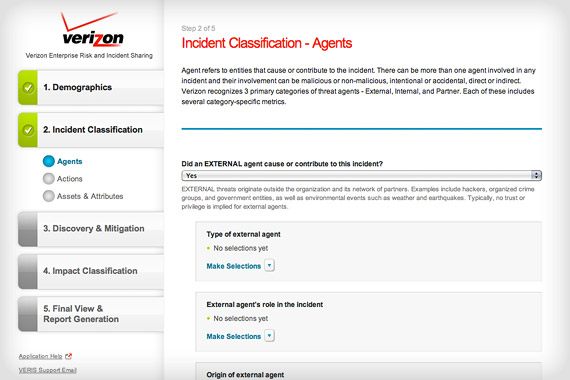 verizon
Verizon Enterprise Risk and Incident Sharing
1. Demographics
2. Incident Classification
Agents
Actions
Assets & Attributes
3. Discovery & Mitigation
4. Impact Classification
5. Final View &
Report Generation
Application Help
VERIS Support Email
Step 2 of 5
Incident Classification - Agents
Agent refers to entities that cause or contribute to the incident. There can be more than one agent involved in any
incident and their involvement can be malicious or non-malicious, intentional or accidental, direct or indirect.
Verizon recognizes 3 primary categories of threat agents - External, Internal, and Partner. Each of these includes
several category-specific metrics.
Did an EXTERNAL agent cause or contribute to this incident?
Yes
EXTERNAL threats originate outside the organization and its network of partners. Examples include hackers, organized crime
groups, and government entities, as well as environmental events such as weather and earthquakes. Typically, no trust or
privilege is implied for external agents.
Type of external agent
No selections yet
Make Selections
External agent's role in the incident
No selections yet
Make Selections
Origin of external agent